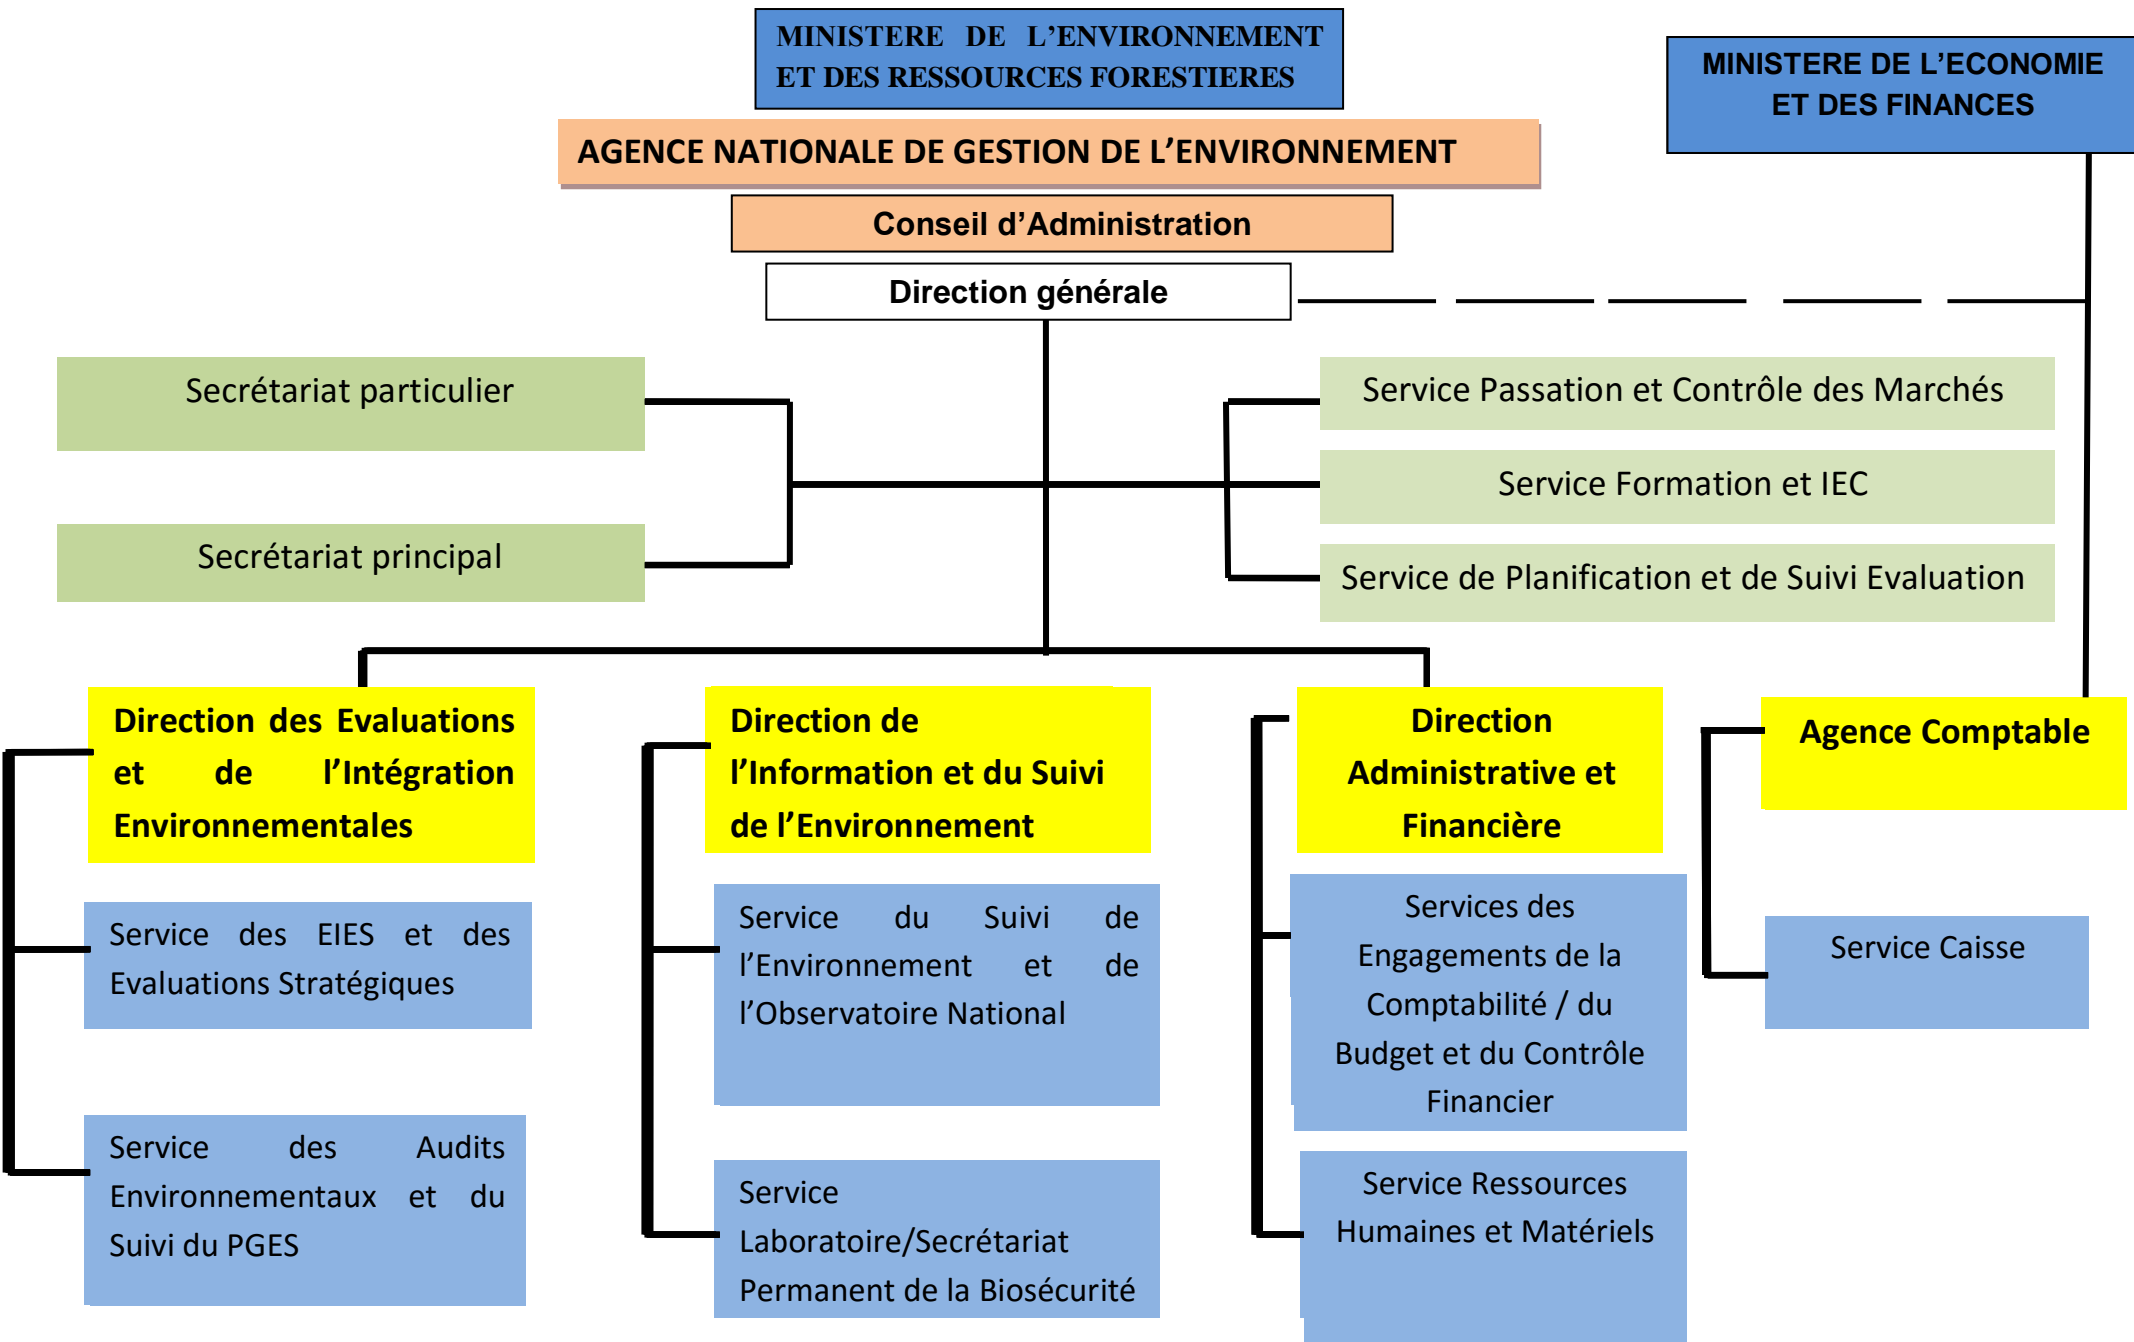 MINISTERE DE L'ENVIRONNEMENT
ET DES RESSOURCES FORESTIERES
MINISTERE DE L'ECONOMIE
ET DES FINANCES
AGENCE NATIONALE DE GESTION DE L'ENVIRONNEMENT
Conseil d'Administration
Direction générale
Secrétariat particulier
Secrétariat principal
Service Passation et Contrôle des Marchés
Service Formation et IEC
Service de Planification et de Suivi Evaluation
Direction des Evaluations
et de l'Intégration
Environnementales
Service des EIES et des
Evaluations Stratégiques
Service des Audits
Environnementaux et du
Suivi du PGES
Direction de
l'Information et du Suivi
de l'Environnement
Service du Suivi de
l'Environnement et de
l'Observatoire National
Service
Laboratoire/Secrétariat
Permanent de la Biosécurité
Direction
Administrative et
Financière
Services des
Engagements de la
Comptabilité / du
Budget et du Contrôle
Financier
Service Ressources
Humaines et Matériels
Agence Comptable
Service Caisse